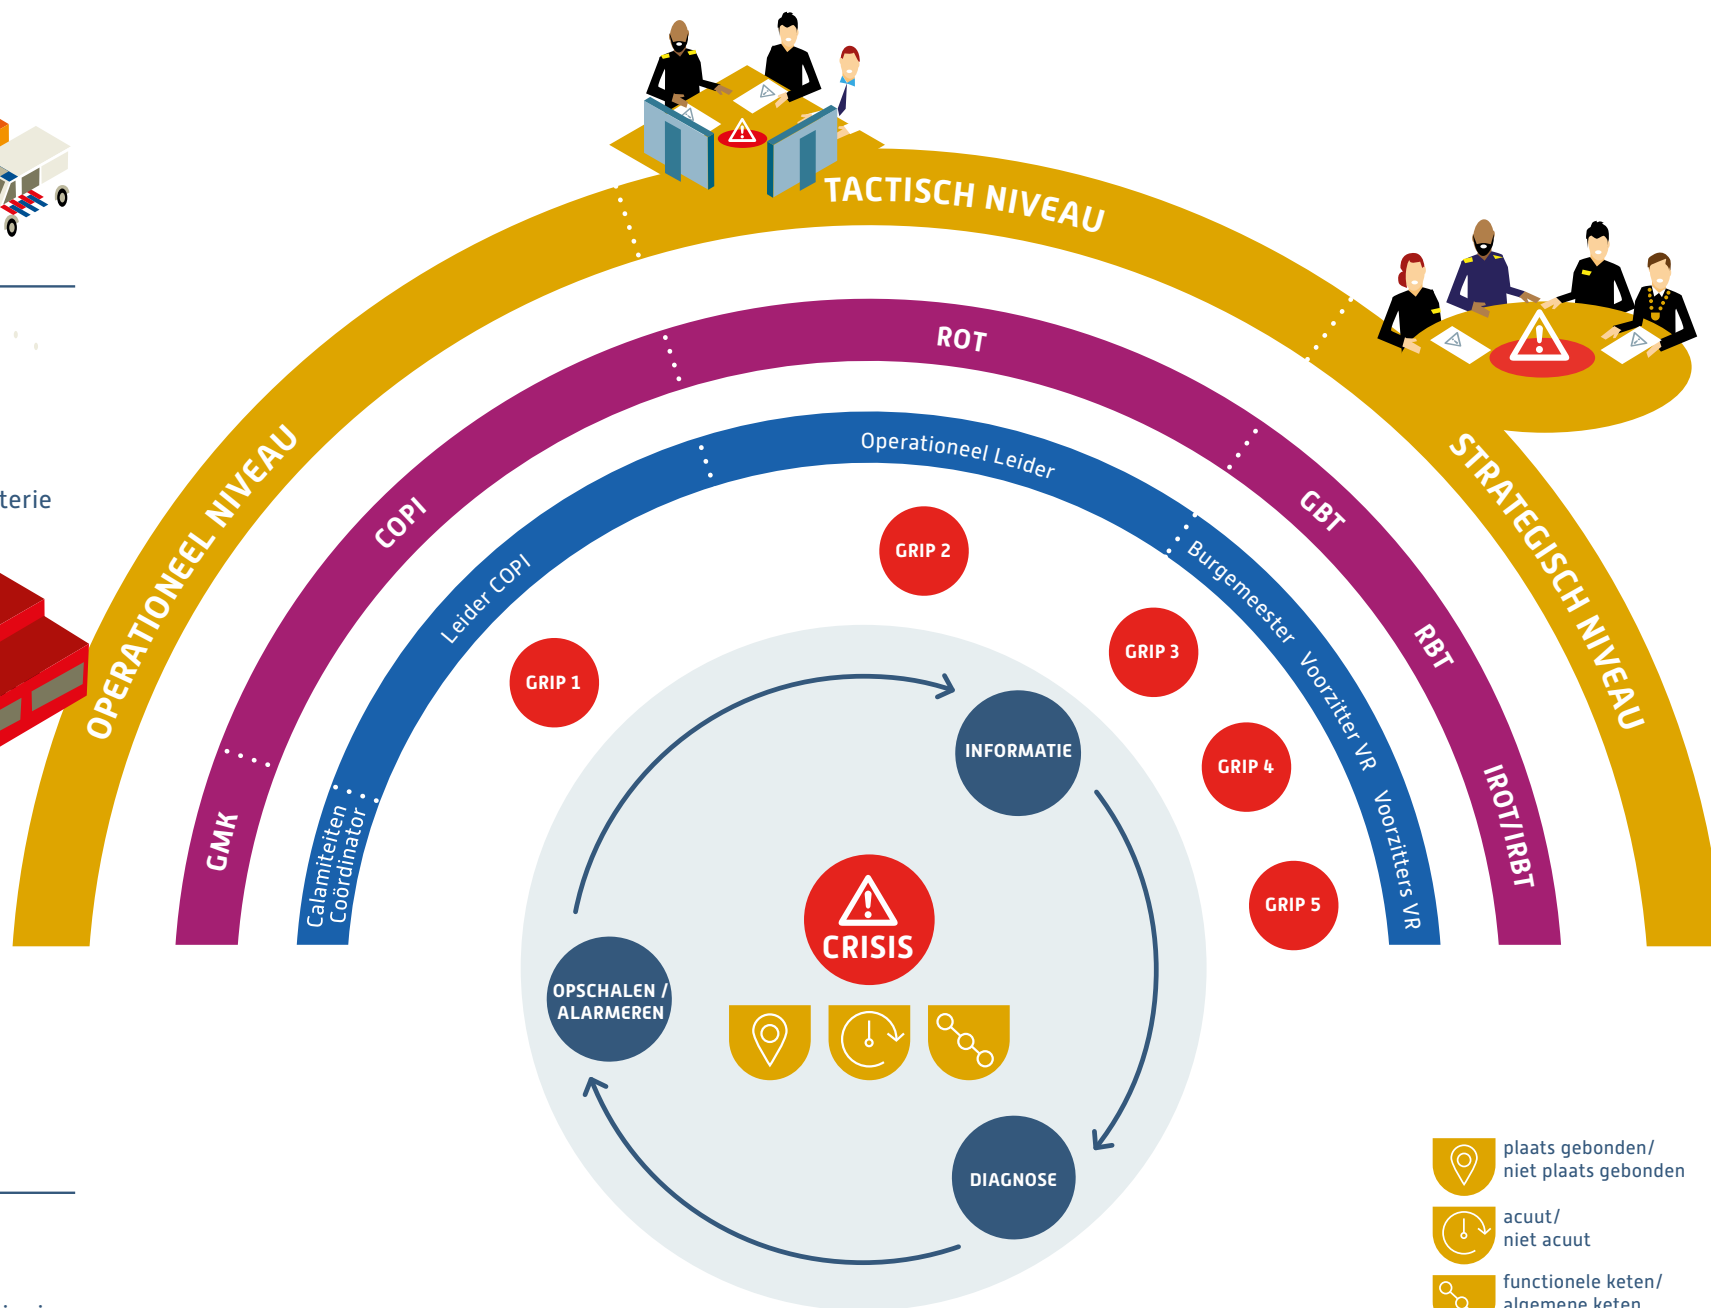 TACTISCH NIVEAU
OPERATIONEEL NIVEAU
STRATEGISCH NIVEAU
ROT
COPI
GBT
RBT
GMK
IROT/IRBT
Operationeel Leider
Leider COPI
Burgemeester
Voorzitter VR
Voorzitters VR
Calamiteiten
Coördinator
terie
GRIP 2
GRIP 1
GRIP 3
GRIP 4
GRIP 5
INFORMATIE
CRISIS
OPSCHALEN /
ALARMEREN
DIAGNOSE
plaats gebonden/
niet plaats gebonden
acuut/
niet acuut
functionele keten/
algemene keten